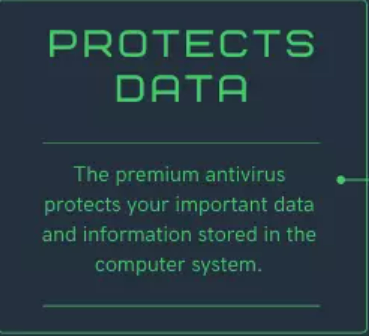 PROTECTS
DATA
The premium antivirus
protects your important data
and information stored in the
computer system.